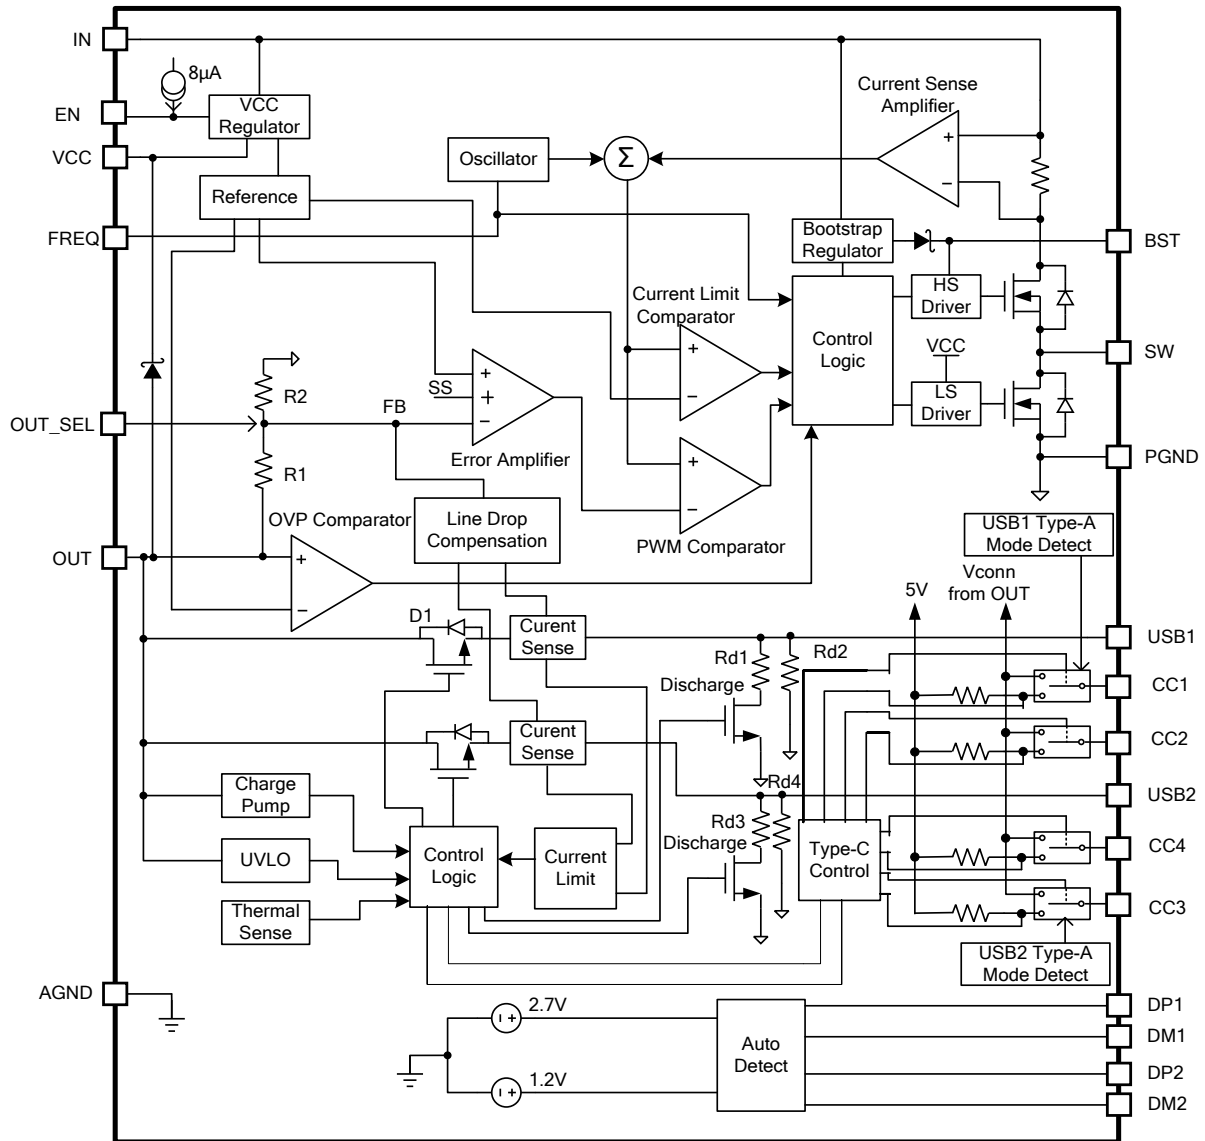 IN
8µA
EN
VCC
Regulator
VCC
Reference
FREQ
Oscillator
Σ
Current Sense
Amplifier
+
−
Bootstrap
Regulator
BST
HS
Driver
Current Limit
Comparator
+
−
Control
Logic
VCC
LS
Driver
SW
R2
SS
+
+
−
FB
OUT_SEL
Error Amplifier
R1
+
−
PWM Comparator
PGND
OVP Comparator
+
−
Line Drop
Compensation
OUT
USB1 Type-A
Mode Detect
5V
Vconn
from OUT
D1
Curent
Sense
USB1
Rd1
Rd2
Discharge
CC1
Curent
Sense
CC2
Charge
Pump
Rd4
USB2
Rd3
Discharge
UVLO
Control
Logic
Current
Limit
Type-C
Control
CC4
Thermal
Sense
CC3
USB2 Type-A
Mode Detect
AGND
2.7V
+
1.2V
+
Auto
Detect
DP1
DM1
DP2
DM2